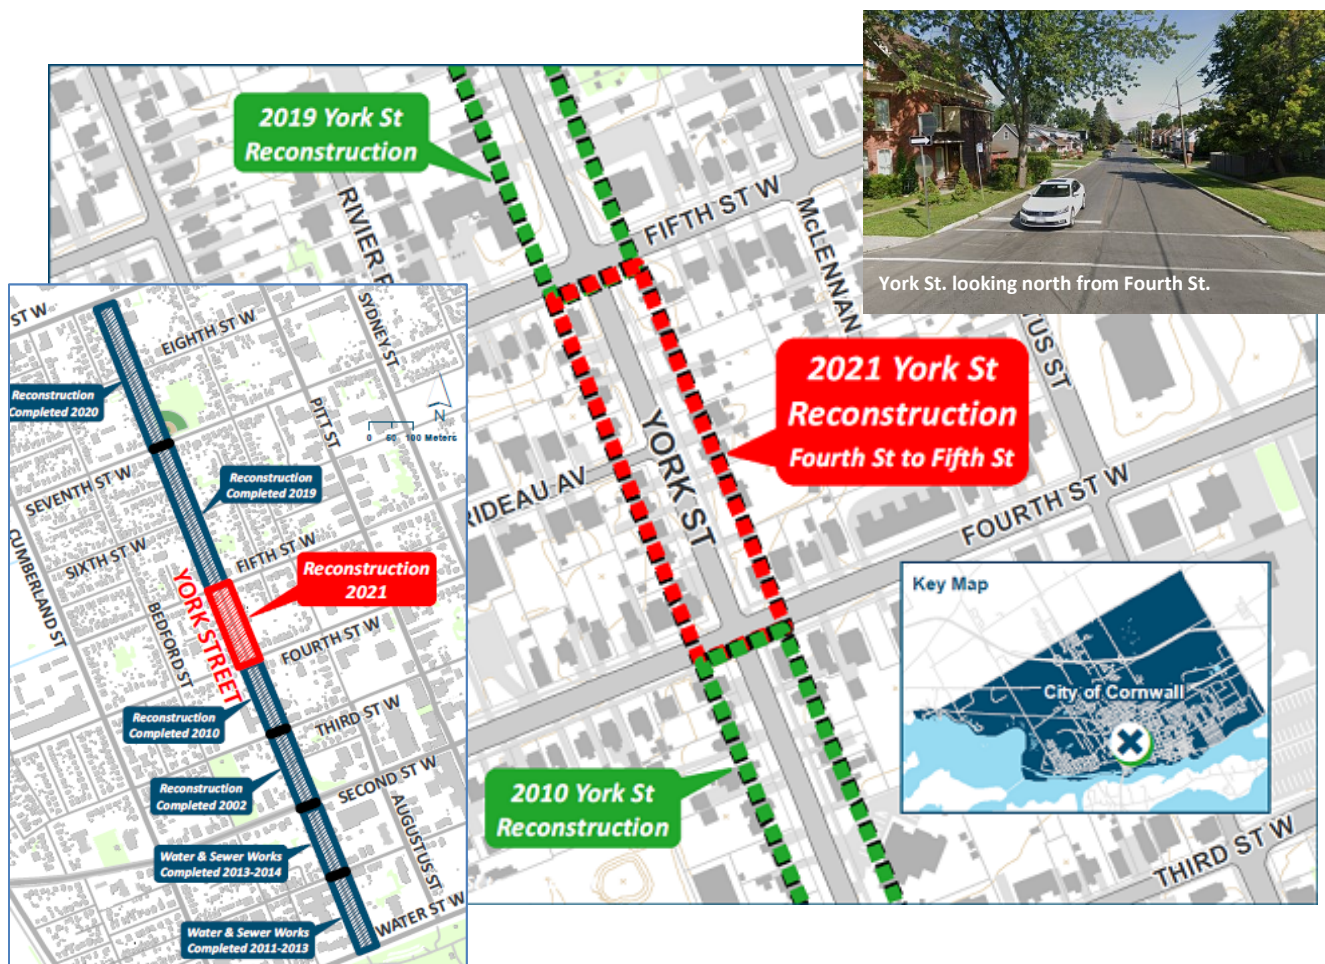 2019 York St
Reconstruction
RIVIER R
FIFTH ST W
McLENNAN
York St. looking north from Fourth St.
2021 York St
Reconstruction
Fourth St to Fifth St
YORK ST
RIDEAU AV
FOURTH ST W
2010 York St
Reconstruction
THIRD ST W
Key Map
City of Cornwall
ST W
EIGHTH ST W
SYDNEY ST
Reconstruction
Completed 2020
PITT ST
N
0 50 100 Meters
SEVENTH ST W
Reconstruction
Completed 2019
CUMBERLAND ST
SIXTH ST W
FIFTH ST W
Reconstruction
2021
YORK STREET
BEDFORD ST
FOURTH ST W
Reconstruction
Completed 2010
THIRD ST W
Reconstruction
Completed 2002
SECOND ST W
AUGUSTUS ST
Water & Sewer Works
Completed 2013-2014
Water & Sewer Works
Completed 2011-2013
WATER ST W